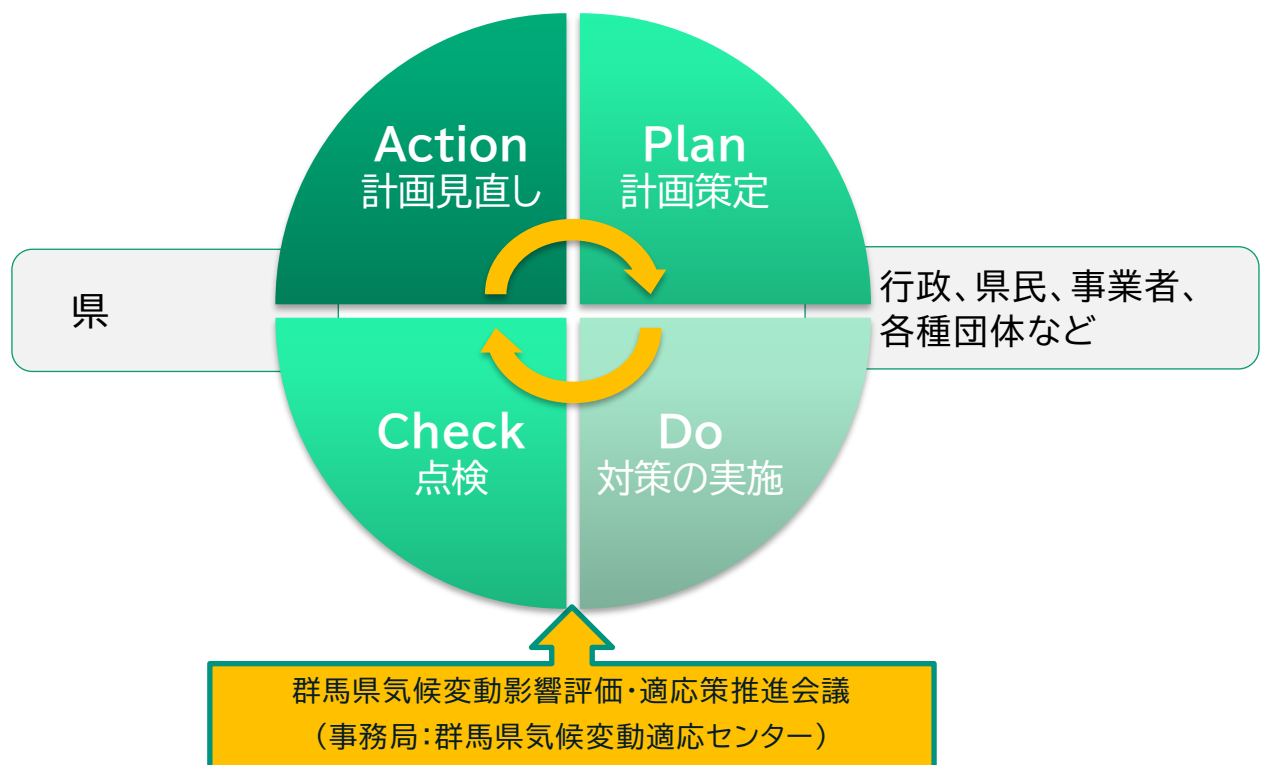 Action
計画見直し
Plan
計画策定
県
行政、県民、事業者、
各種団体など
Check
点検
Do
対策の実施
群馬県気候変動影響評価・適応策推進会議
（事務局：群馬県気候変動適応センター）